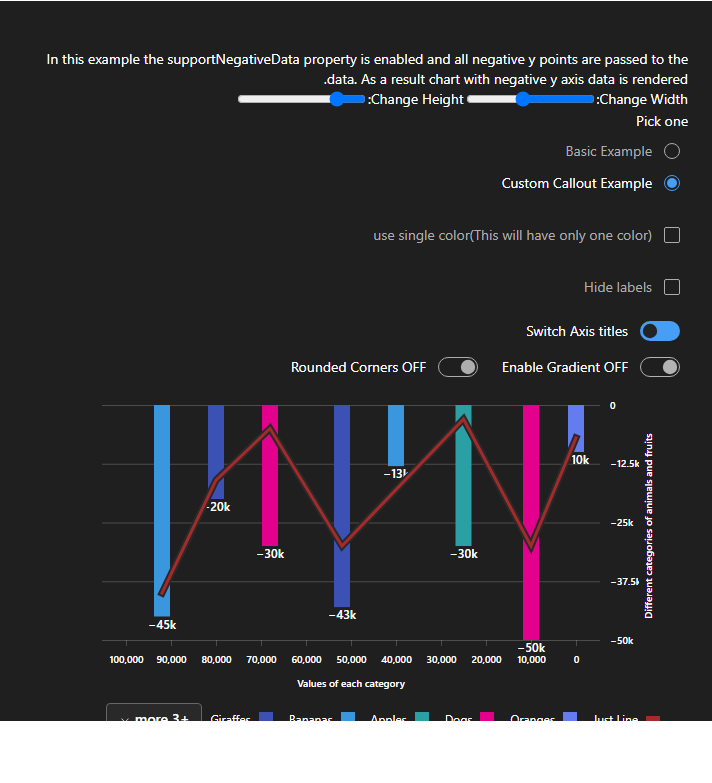 In this example the supportNegativeData property is enabled and all negative y points are passed to the
.data. As a result chart with negative y axis data is rendered
:Change Height :Change Width
Pick one
Basic Example
Custom Callout Example
use single color(This will have only one color)
Hide labels
Switch Axis titles
Rounded Corners OFF Enable Gradient OFF
0
10k
−12.5k
−13k
-20k
−25k
−30k
−30k
−37.5k
−43k
−45k
−50k
−50k
Different categories of animals and fruits
100,000 90,000 80,000 70,000 60,000 50,000 40,000 30,000 20,000 10,000 0
Values of each category
more 3+ Giraffes Bananas Apples Dogs Oranges Just Line